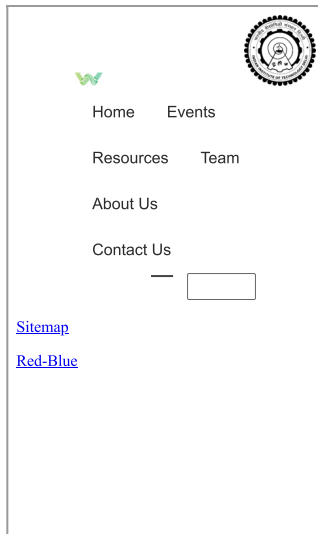 Home Events
Resources Team
About Us
Contact Us
Sitemap
Red-Blue